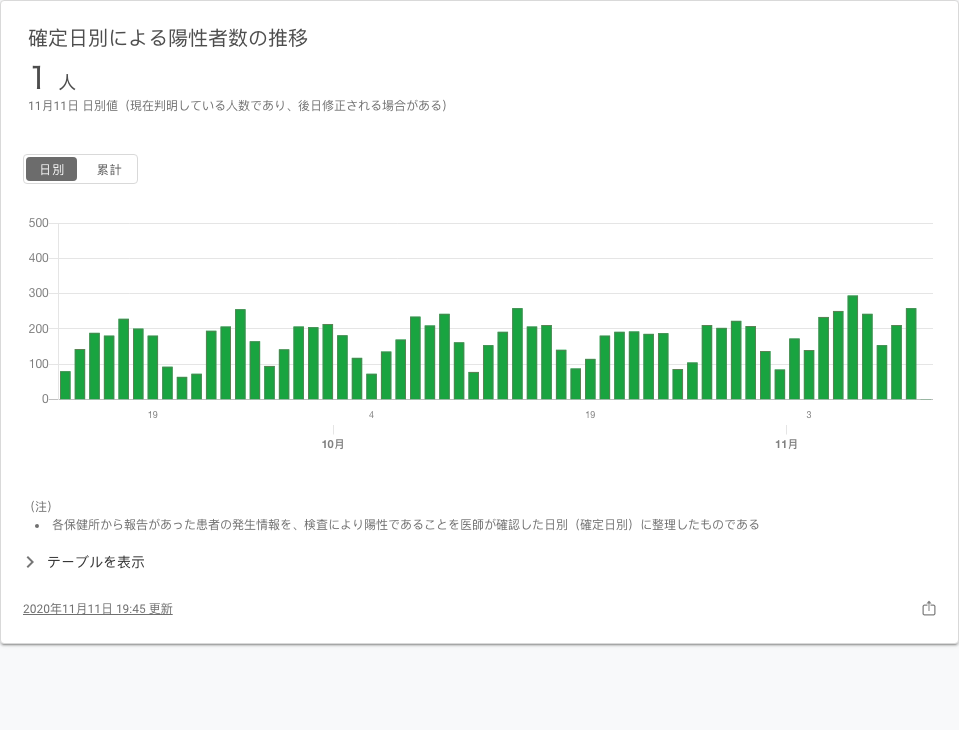 確定日別による陽性者数の推移
1 人
11月11日 日別値（現在判明している人数であり、後日修正される場合がある）
日別 累計
500
400
300
200
100
0
19 4 19 3
10月 11月
（注）
• 各保健所から報告があった患者の発生情報を、検査により陽性であることを医師が確認した日別（確定日別）に整理したものである
テーブルを表示
2020年11月11日 19:45 更新